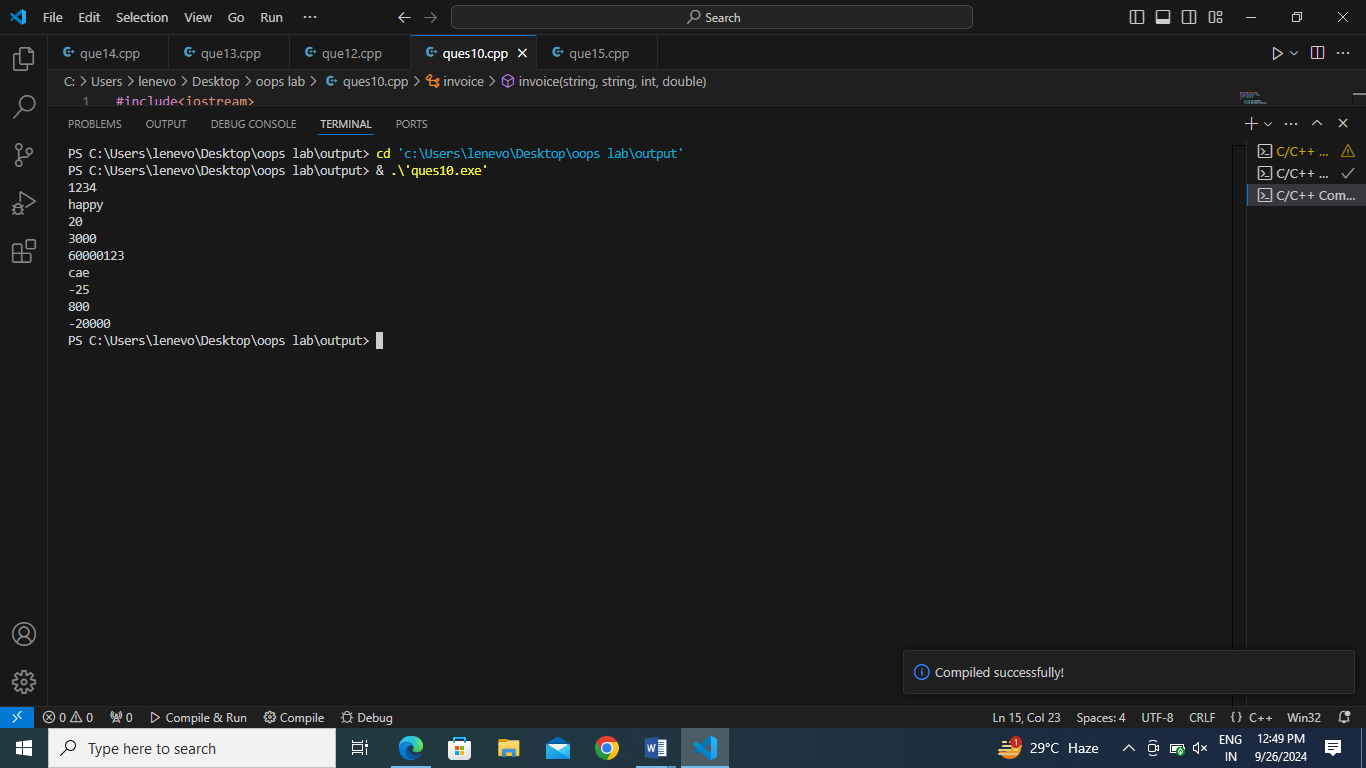 File Edit Selection View Go Run ··· Search
que14.cpp que13.cpp que12.cpp ques10.cpp que15.cpp
C: > Users > lenevo > Desktop > oops lab > ques10.cpp > invoice > invoice(string, string, int, double)
1 #include<iostream>
PROBLEMS OUTPUT DEBUG CONSOLE TERMINAL PORTS
PS C:\Users\lenevo\Desktop\oops lab\output> cd 'c:\Users\lenevo\Desktop\oops lab\output'
PS C:\Users\lenevo\Desktop\oops lab\output> & .\'ques10.exe'
1234
happy
20
3000
60000123
cae
-25
800
-20000
PS C:\Users\lenevo\Desktop\oops lab\output>
C/C++ ...
C/C++ ...
C/C++ Com...
Compiled successfully!
0 0 0 Compile & Run Compile Debug Ln 15, Col 23 Spaces: 4 UTF-8 CRLF {} C++ Win32
Type here to search 1 29°C Haze ENG IN 12:49 PM 9/26/2024